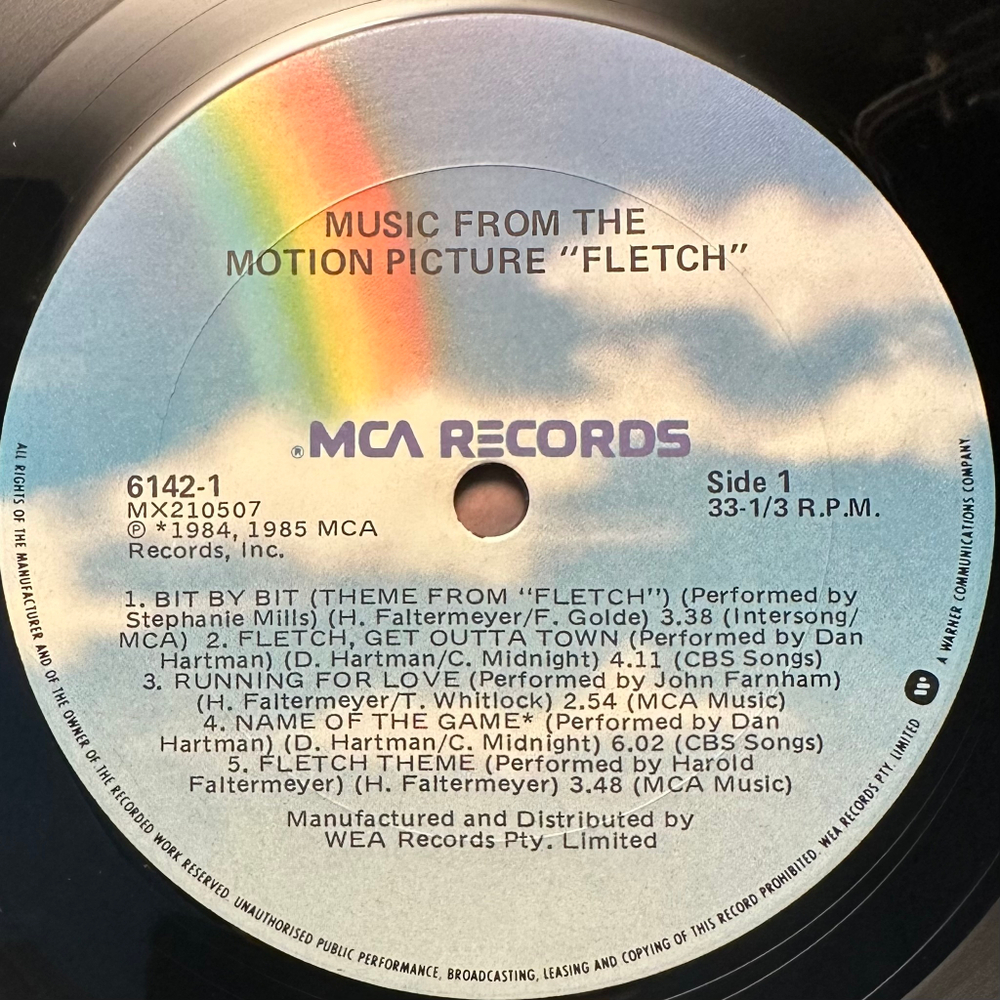 MUSIC FROM THE
MOTION PICTURE “FLETCH”
® MCA RECORDS
6142-1
MX210507
℗ *1984, 1985 MCA
Records, Inc.
Side 1
33-1/3 R.P.M.
1. BIT BY BIT (THEME FROM “FLETCH”) (Performed by
Stephanie Mills) (H. Faltermeyer/F. Golde) 3.38 (Intersong/
MCA) 2. FLETCH, GET OUTTA TOWN (Performed by Dan
Hartman) (D. Hartman/C. Midnight) 4.11 (CBS Songs)
3. RUNNING FOR LOVE (Performed by John Farnham)
(H. Faltermeyer/T. Whitlock) 2.54 (MCA Music)
4. NAME OF THE GAME* (Performed by Dan
Hartman) (D. Hartman/C. Midnight) 6.02 (CBS Songs)
5. FLETCH THEME (Performed by Harold
Faltermeyer) (H. Faltermeyer) 3.48 (MCA Music)
Manufactured and Distributed by
WEA Records Pty. Limited
ALL RIGHTS OF THE MANUFACTURER AND OF THE OWNER OF THE RECORDED WORK RESERVED. UNAUTHORISED PUBLIC PERFORMANCE, BROADCASTING, LEASING AND COPYING OF THIS RECORD PROHIBITED. WEA RECORDS PTY. LIMITED A WARNER COMMUNICATIONS COMPANY